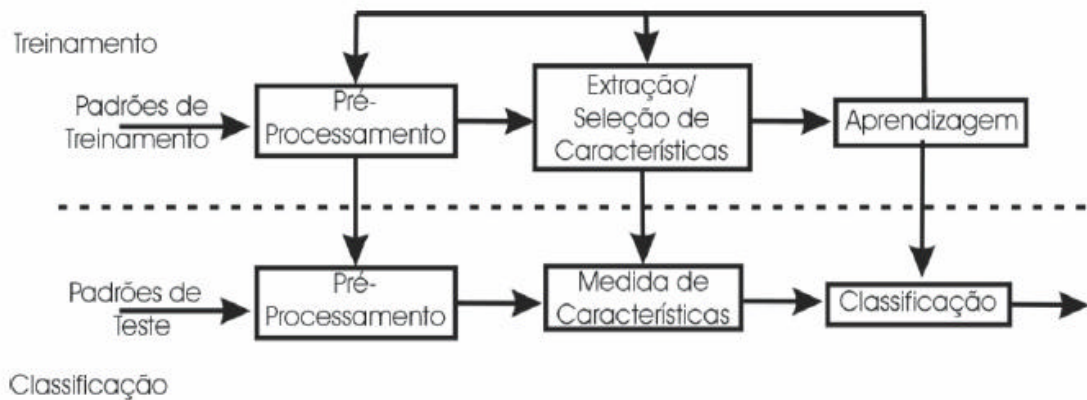 Treinamento
Padrões de
Treinamento
Pré-
Processamento
Extração/
Seleção de
Características
Aprendizagem
Padrões de
Teste
Pré-
Processamento
Medida de
Características
Classificação
Classificação